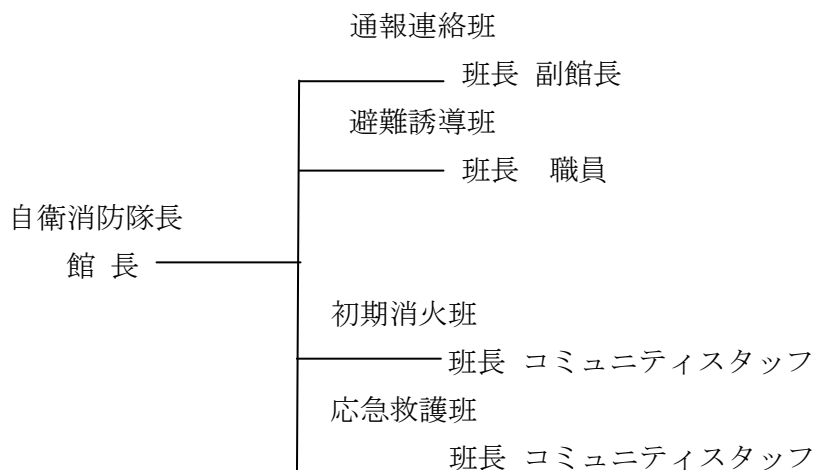 通報連絡班
班長 副館長
避難誘導班
班長 職員
自衛消防隊長
館 長
初期消火班
班長 コミュニティスタッフ
応急救護班
班長 コミュニティスタッフ